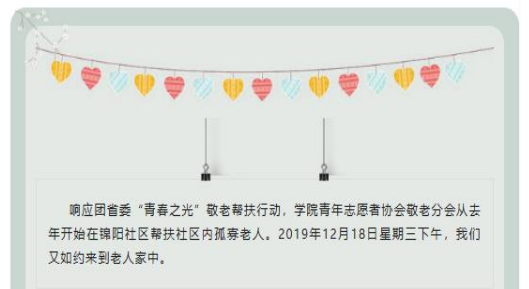 响应团省委“青春之光”敬老帮扶行动，学院青年志愿者协会敬老分会从去
年开始在锦阳社区帮扶社区内孤寡老人。2019年12月18日星期三下午，我们
又如约来到老人家中。